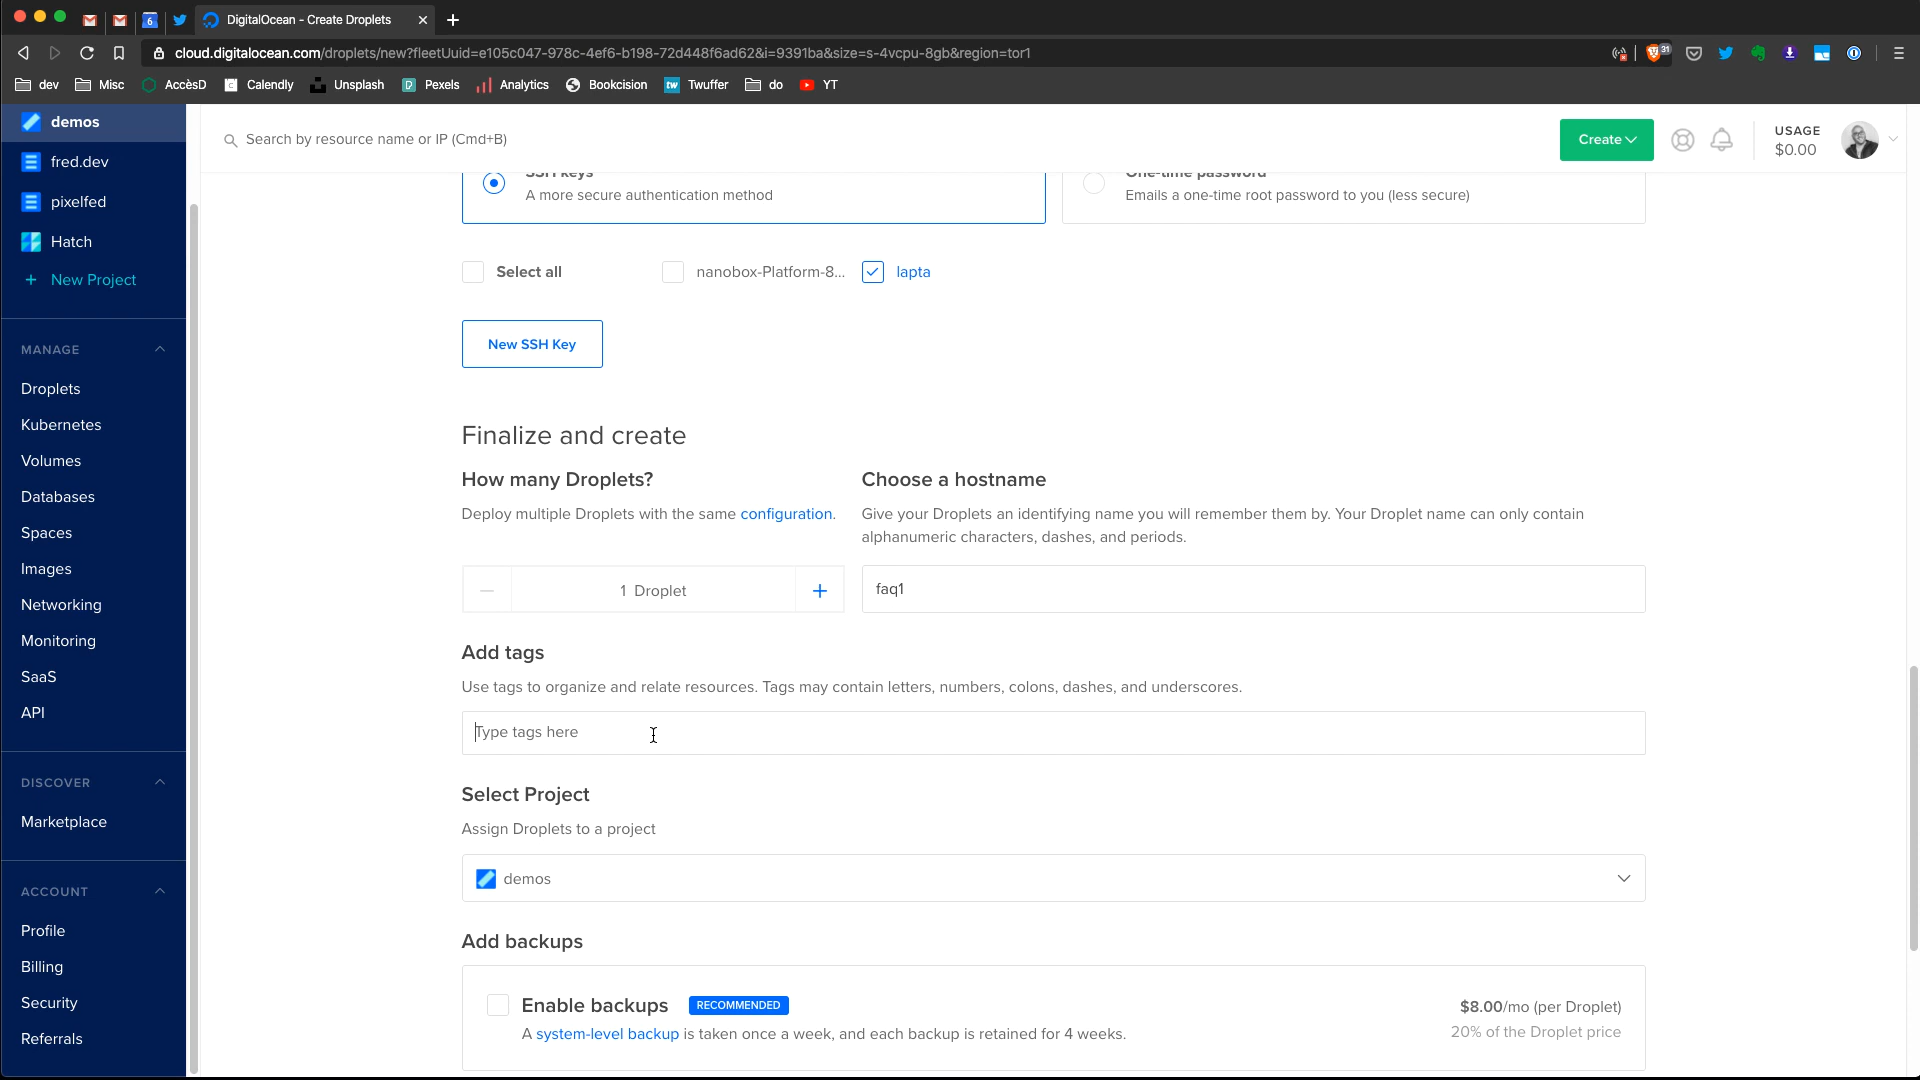 DigitalOcean - Create Droplets
cloud.digitalocean.com/droplets/new?fleetUuid=e105c047-978c-4ef6-b198-72d448f6ad62&i=9391ba&size=s-4vcpu-8gb&region=tor1
31
dev Misc AccèsD Calendly Unsplash Pexels Analytics Bookcision Twuffer do YT
demos
fred.dev
pixelfed
Hatch
+ New Project
MANAGE
Droplets
Kubernetes
Volumes
Databases
Spaces
Images
Networking
Monitoring
SaaS
API
DISCOVER
Marketplace
ACCOUNT
Profile
Billing
Security
Referrals
Search by resource name or IP (Cmd+B)
Create
USAGE
$0.00
SSH keys
A more secure authentication method
One-time password
Emails a one-time root password to you (less secure)
Select all nanobox-Platform-8... lapta
New SSH Key
Finalize and create
How many Droplets?
Deploy multiple Droplets with the same configuration.
1 Droplet
Choose a hostname
Give your Droplets an identifying name you will remember them by. Your Droplet name can only contain
alphanumeric characters, dashes, and periods.
faq1
Add tags
Use tags to organize and relate resources. Tags may contain letters, numbers, colons, dashes, and underscores.
Type tags here
Select Project
Assign Droplets to a project
demos
Add backups
Enable backups RECOMMENDED
A system-level backup is taken once a week, and each backup is retained for 4 weeks.
$8.00/mo (per Droplet)
20% of the Droplet price